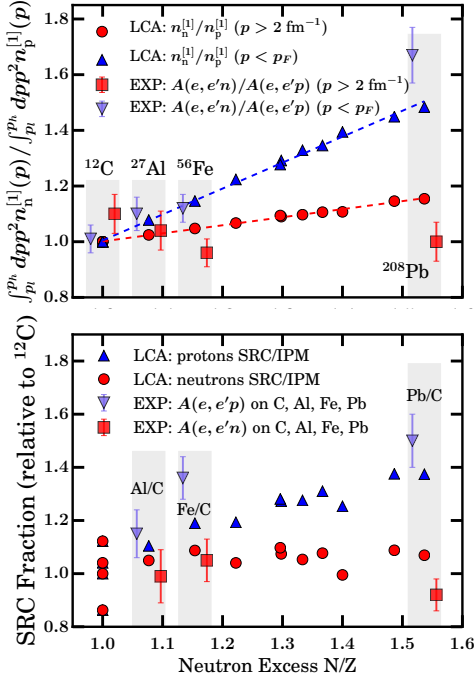 ∫_{p_l}^{p_h} dpp² n_n^{[1]}(p) / ∫_{p_l}^{p_h} dpp² n_p^{[1]}(p)
1.8
1.6
1.4
1.2
1.0
0.8
LCA: n_n^{[1]}/n_p^{[1]} (p > 2 fm⁻¹)
LCA: n_n^{[1]}/n_p^{[1]} (p < p_F)
EXP: A(e, e′n)/A(e, e′p) (p > 2 fm⁻¹)
EXP: A(e, e′n)/A(e, e′p) (p < p_F)
¹²C
²⁷Al
⁵⁶Fe
²⁰⁸Pb
SRC Fraction (relative to ¹²C)
1.8
1.6
1.4
1.2
1.0
0.8
LCA: protons SRC/IPM
LCA: neutrons SRC/IPM
EXP: A(e, e′p) on C, Al, Fe, Pb
EXP: A(e, e′n) on C, Al, Fe, Pb
Pb/C
Al/C
Fe/C
1.0 1.1 1.2 1.3 1.4 1.5 1.6
Neutron Excess N/Z